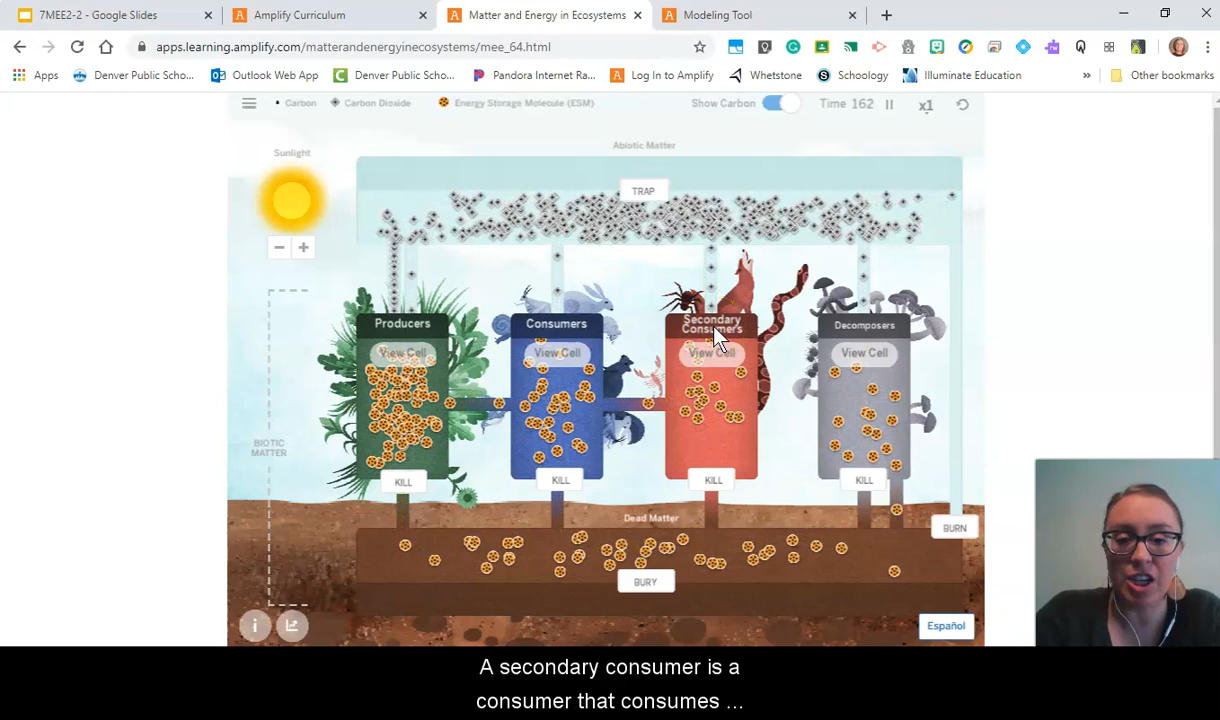 7MEE2-2 - Google Slides
Amplify Curriculum
Matter and Energy in Ecosystems
Modeling Tool
apps.learning.amplify.com/matterandenergyinecosystems/mee_64.html
Apps
Denver Public Scho...
Outlook Web App
Denver Public Scho...
Pandora Internet Ra...
Log In to Amplify
Whetstone
Schoology
Illuminate Education
»
Other bookmarks
Carbon
Carbon Dioxide
Energy Storage Molecule (ESM)
Show Carbon
Time 162
x1
Abiotic Matter
Sunlight
TRAP
Producers
Consumers
Secondary
Consumers
Decomposers
View Cell
View Cell
View Cell
View Cell
BIOTIC
MATTER
KILL
KILL
KILL
KILL
Dead Matter
BURN
BURY
Español
A secondary consumer is a
consumer that consumes ...